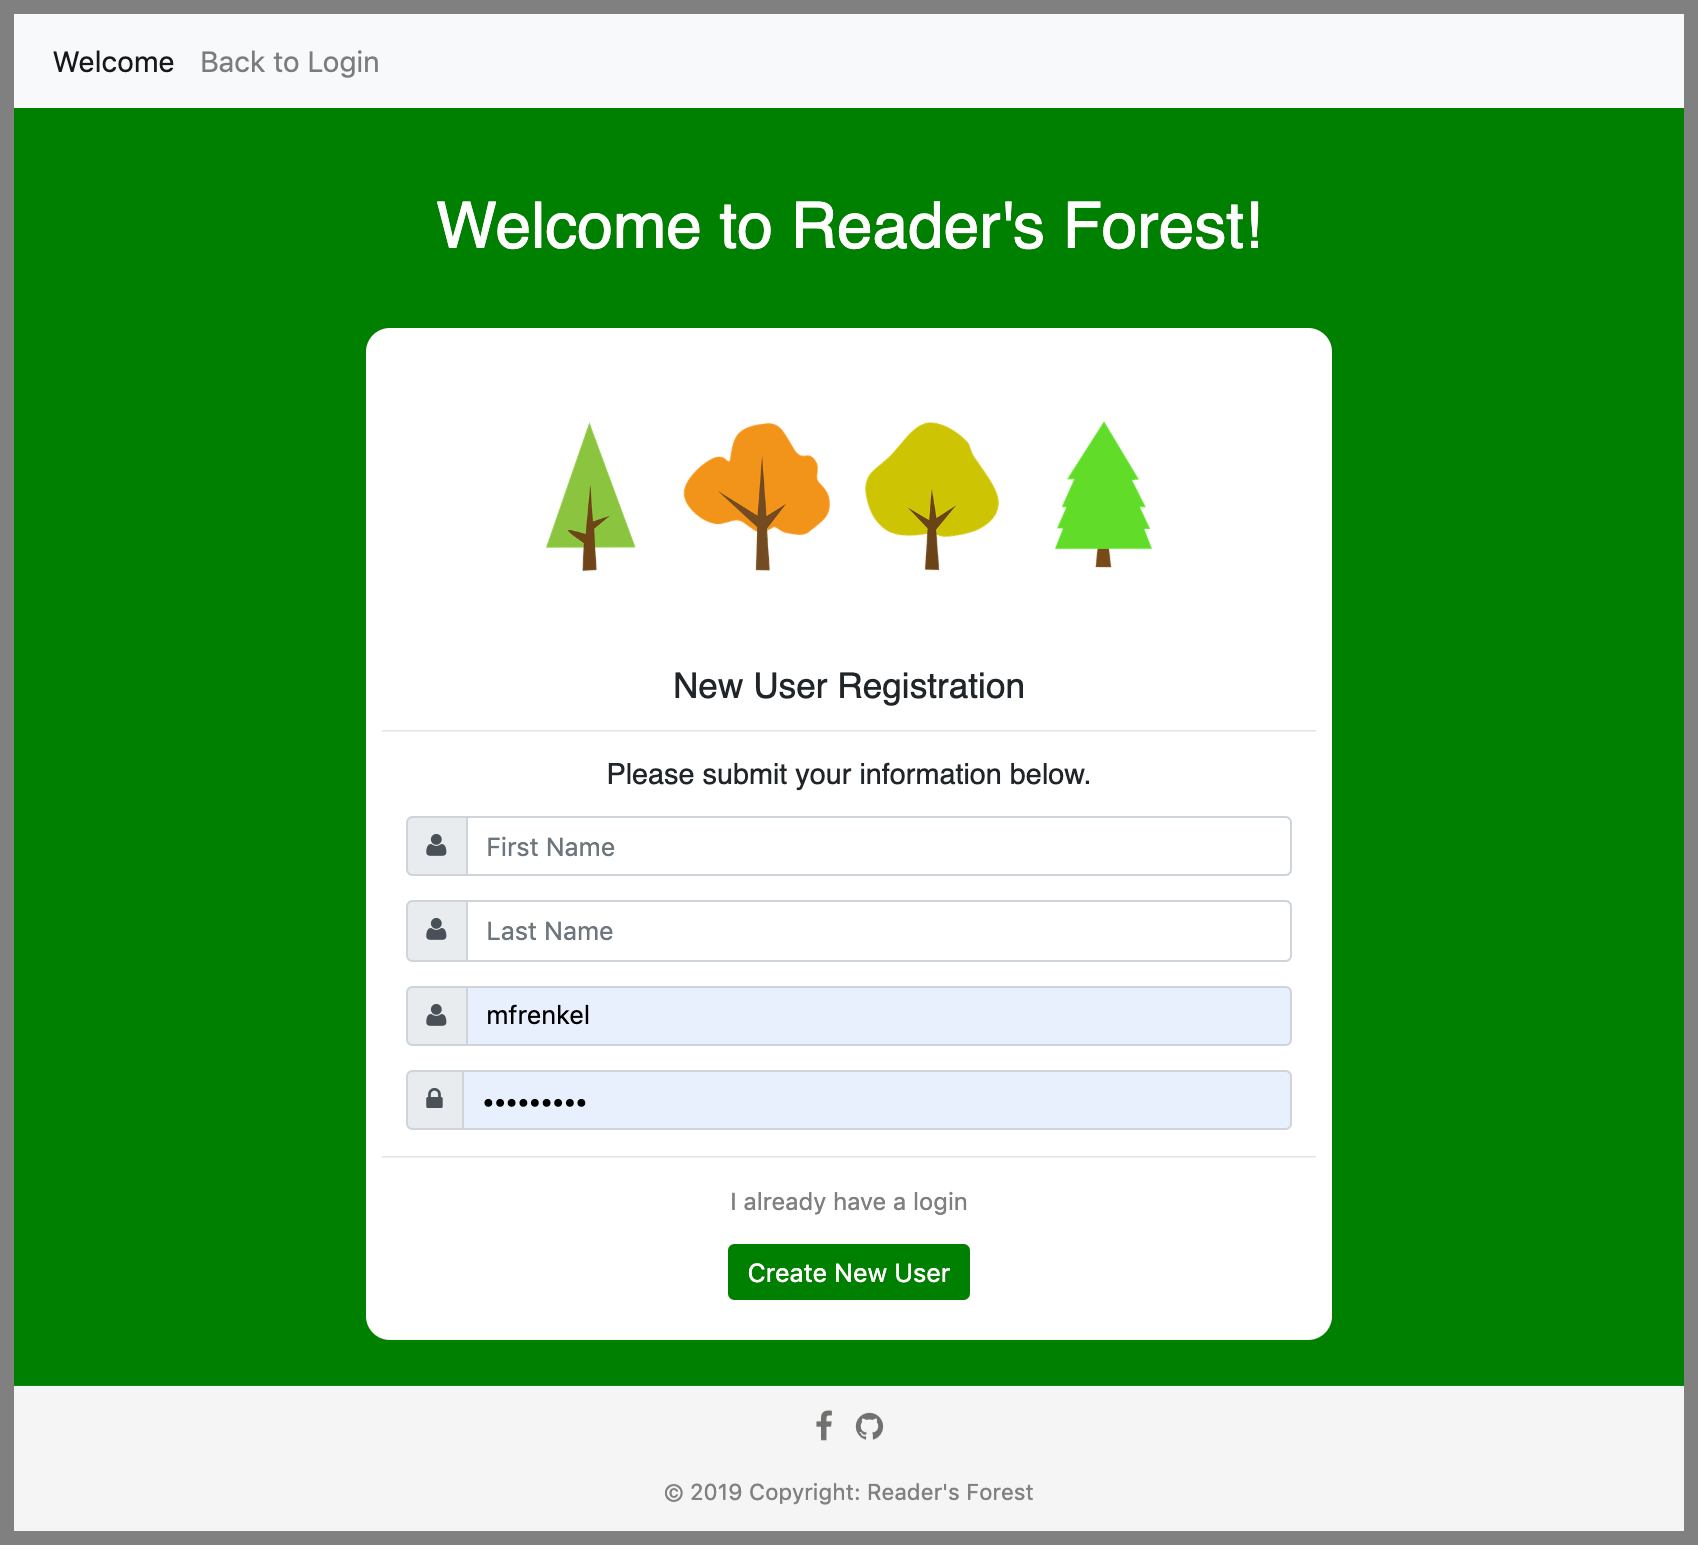 Welcome Back to Login
Welcome to Reader's Forest!
New User Registration
Please submit your information below.
First Name
Last Name
mfrenkel
•••••••••
I already have a login
Create New User
© 2019 Copyright: Reader's Forest